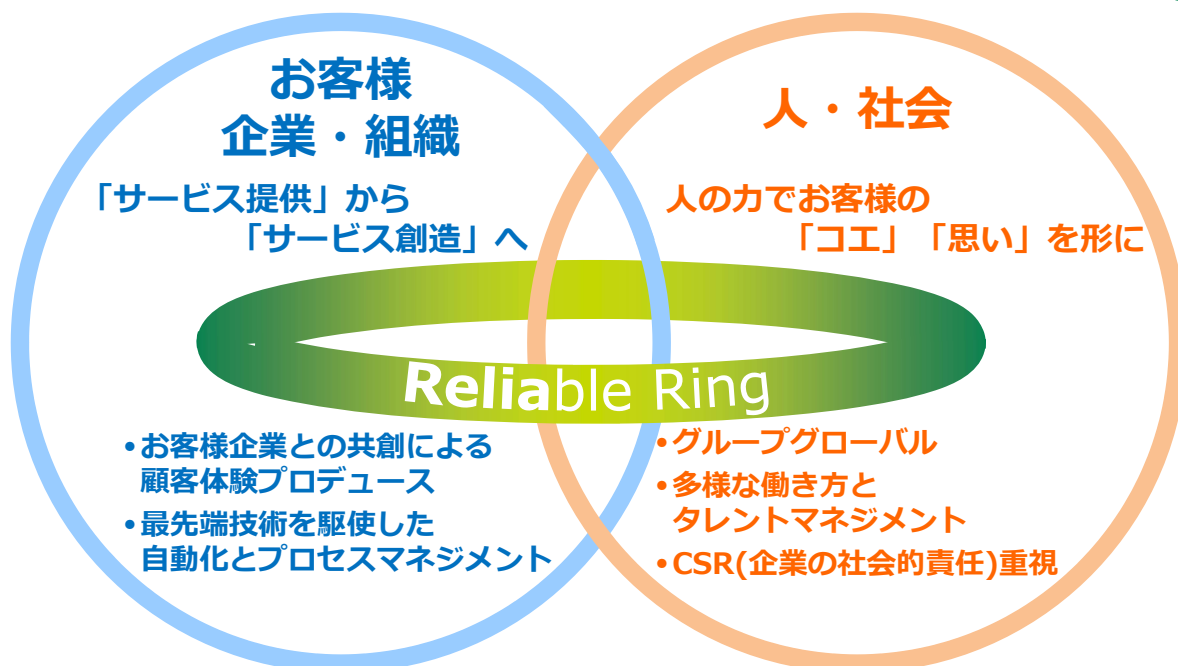 お客様
企業・組織
「サービス提供」から
「サービス創造」へ
人・社会
人の力でお客様の
「コエ」「思い」を形に
Reliable Ring
•お客様企業との共創による
顧客体験プロデュース
•最先端技術を駆使した
自動化とプロセスマネジメント
•グループグローバル
•多様な働き方と
タレントマネジメント
•CSR(企業の社会的責任)重視